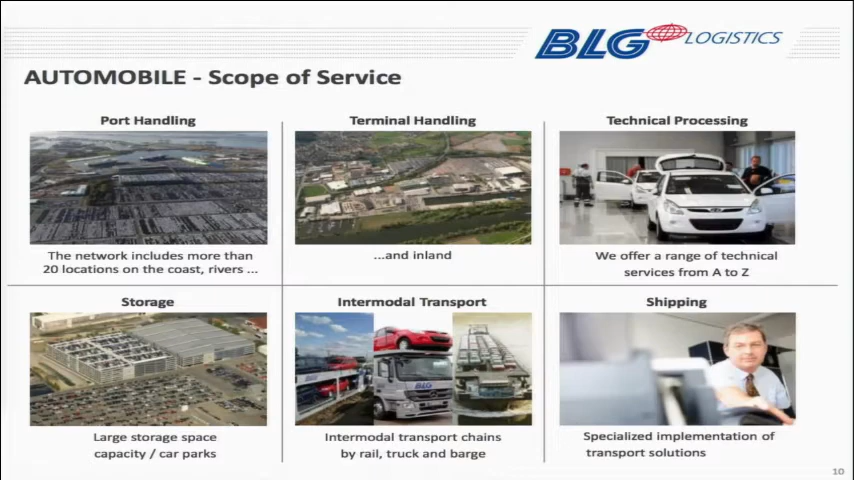 BLG LOGISTICS
AUTOMOBILE - Scope of Service
Port Handling
The network includes more than
20 locations on the coast, rivers ...
Terminal Handling
...and inland
Technical Processing
We offer a range of technical
services from A to Z
Storage
Large storage space
capacity / car parks
Intermodal Transport
BLG
BLG
Intermodal transport chains
by rail, truck and barge
Shipping
Specialized implementation of
transport solutions
10